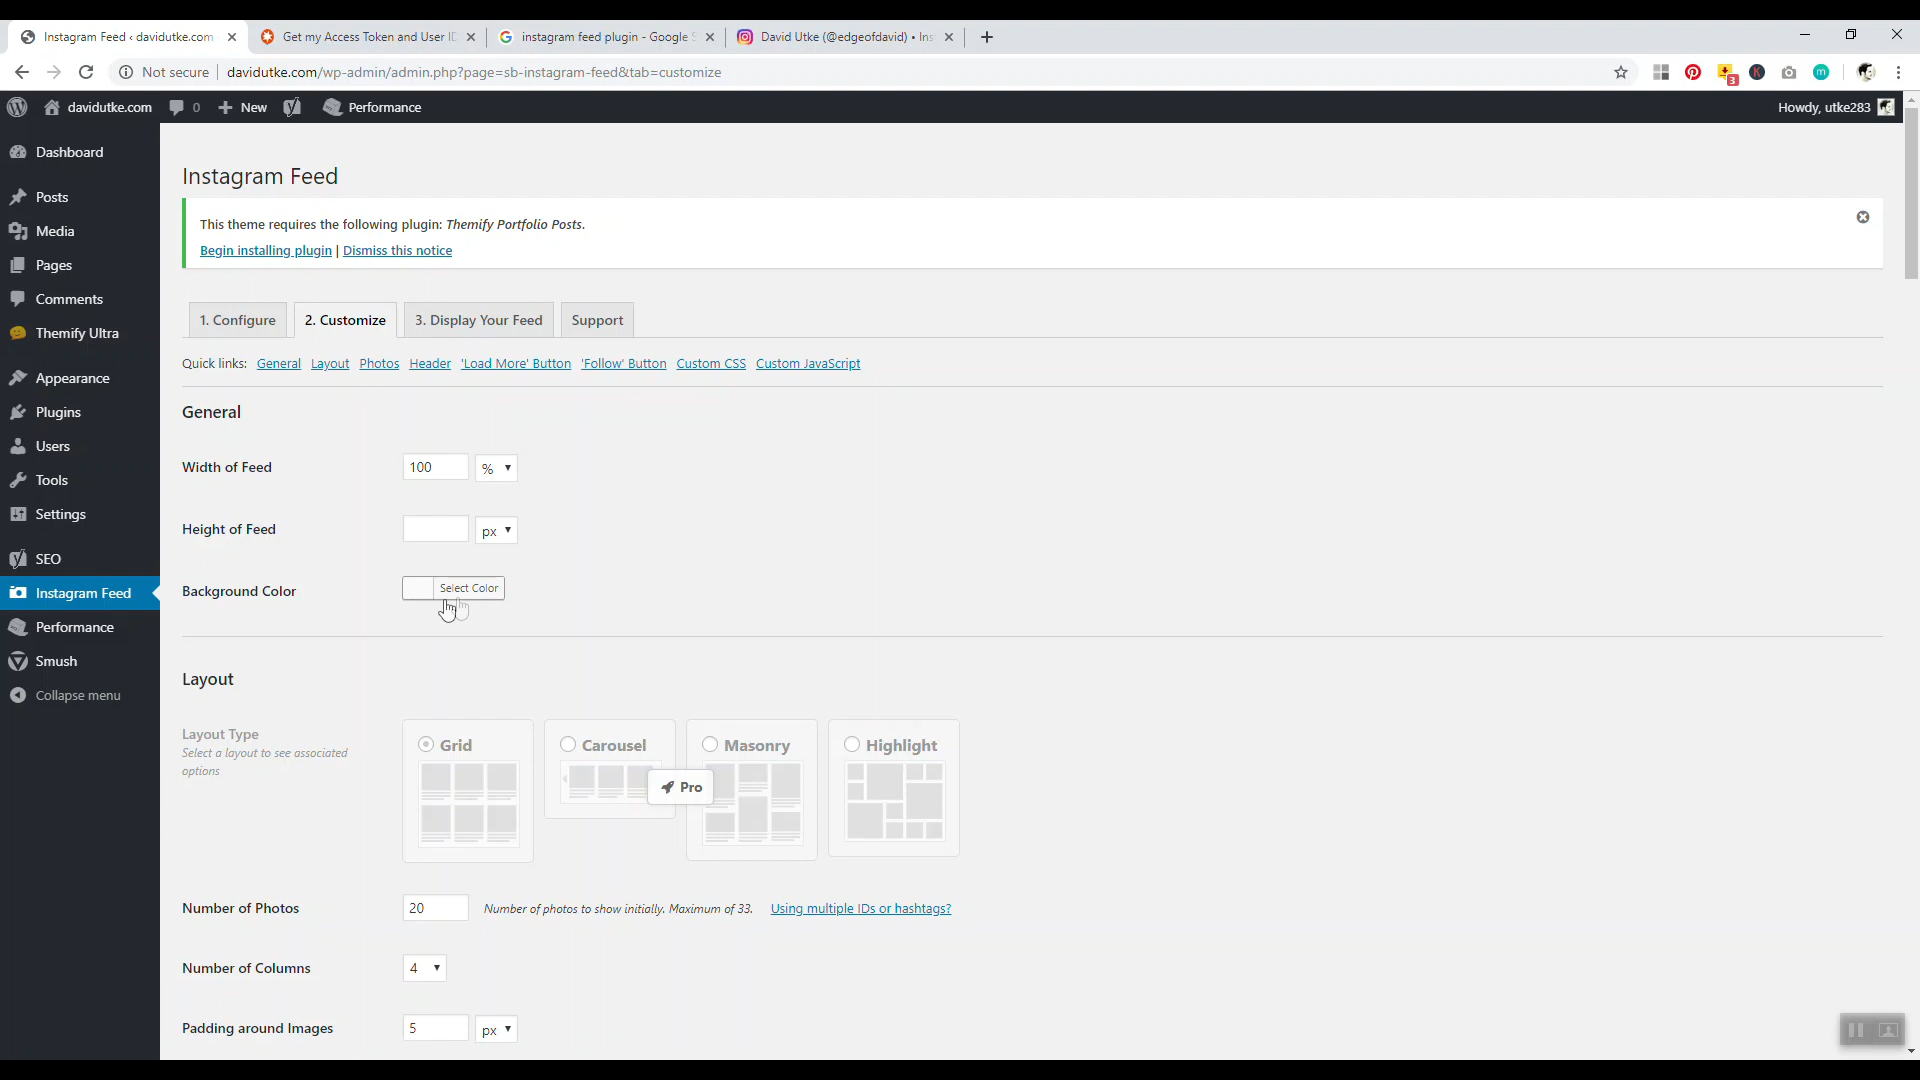 Instagram Feed ‹ davidutke.com
Get my Access Token and User ID
instagram feed plugin - Google S
David Utke (@edgeofdavid) • Ins
Not secure
davidutke.com/wp-admin/admin.php?page=sb-instagram-feed&tab=customize
3
K
m
davidutke.com
0
New
Performance
Howdy, utke283
Dashboard
Posts
Media
Pages
Comments
Themify Ultra
Appearance
Plugins
Users
Tools
Settings
SEO
Instagram Feed
Performance
Smush
Collapse menu
Instagram Feed
This theme requires the following plugin: Themify Portfolio Posts.
Begin installing plugin | Dismiss this notice
1. Configure
2. Customize
3. Display Your Feed
Support
Quick links: General Layout Photos Header 'Load More' Button 'Follow' Button Custom CSS Custom JavaScript
General
Width of Feed
100
%
Height of Feed
px
Background Color
Select Color
Layout
Layout Type
Select a layout to see associated
options
Grid
Carousel
Masonry
Highlight
Pro
Number of Photos
20
Number of photos to show initially. Maximum of 33.
Using multiple IDs or hashtags?
Number of Columns
4
Padding around Images
5
px